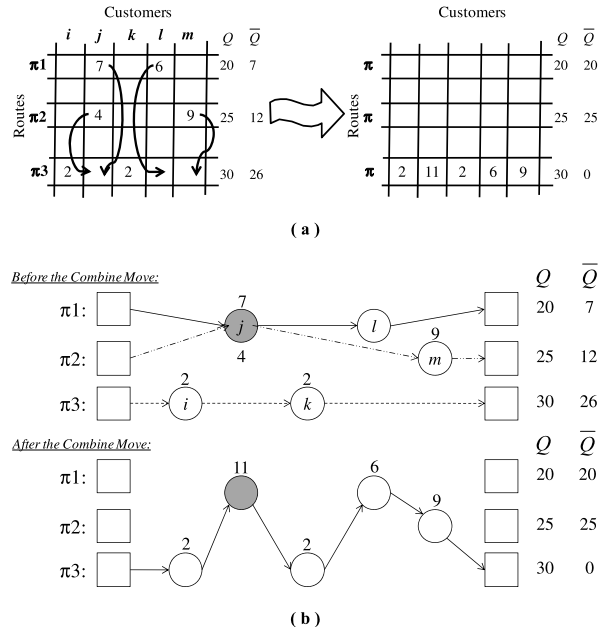 Customers Customers
i j k l m Q Q̅ Q Q̅
π1 7 6 20 7 π 20 20
Routes Routes
π2 4 9 25 12 π 25 25
π3 2 2 30 26 π 2 11 2 6 9 30 0
( a )
Before the Combine Move: Q Q̅
7
π1: j l 20 7
9
π2: 4 m 25 12
2 2
π3: i k 30 26
After the Combine Move: Q Q̅
11 6
π1: 20 20
9
π2: 25 25
2 2
π3: 30 0
( b )